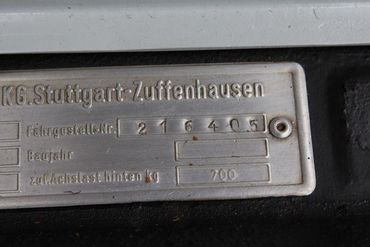 KG.Stuttgart-Zuffenhausen
Fahrgestell-Nr. 216405
Baujahr
zul.Achslast hinten kg 700